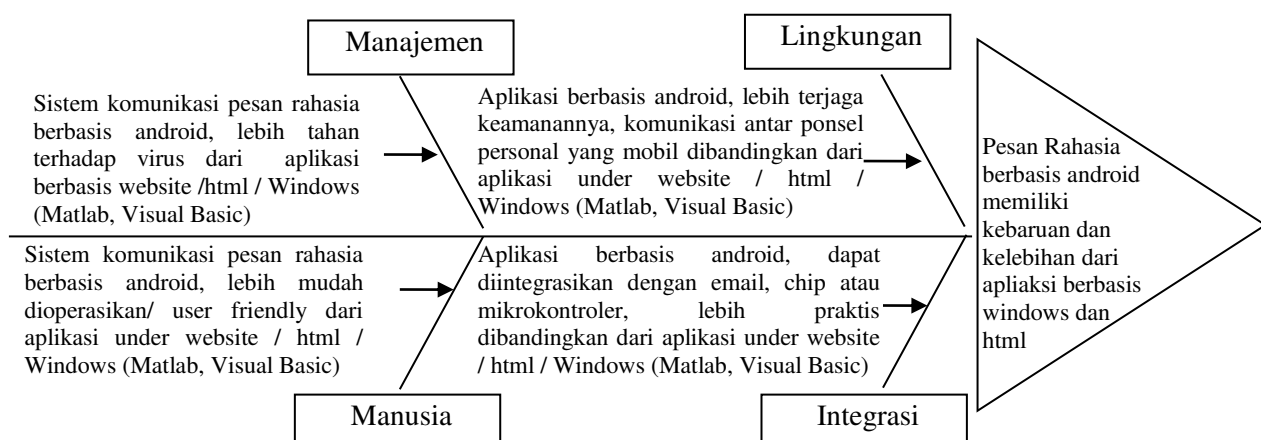 Manajemen
Lingkungan
Sistem komunikasi pesan rahasia
berbasis android, lebih tahan
terhadap virus dari aplikasi
berbasis website /html / Windows
(Matlab, Visual Basic)
Aplikasi berbasis android, lebih terjaga
keamanannya, komunikasi antar ponsel
personal yang mobil dibandingkan dari
aplikasi under website / html /
Windows (Matlab, Visual Basic)
Pesan Rahasia
berbasis android
memiliki
kebaruan dan
kelebihan dari
apliaksi berbasis
windows dan
html
Sistem komunikasi pesan rahasia
berbasis android, lebih mudah
dioperasikan/ user friendly dari
aplikasi under website / html /
Windows (Matlab, Visual Basic)
Aplikasi berbasis android, dapat
diintegrasikan dengan email, chip atau
mikrokontroler, lebih praktis
dibandingkan dari aplikasi under website
/ html / Windows (Matlab, Visual Basic)
Manusia
Integrasi